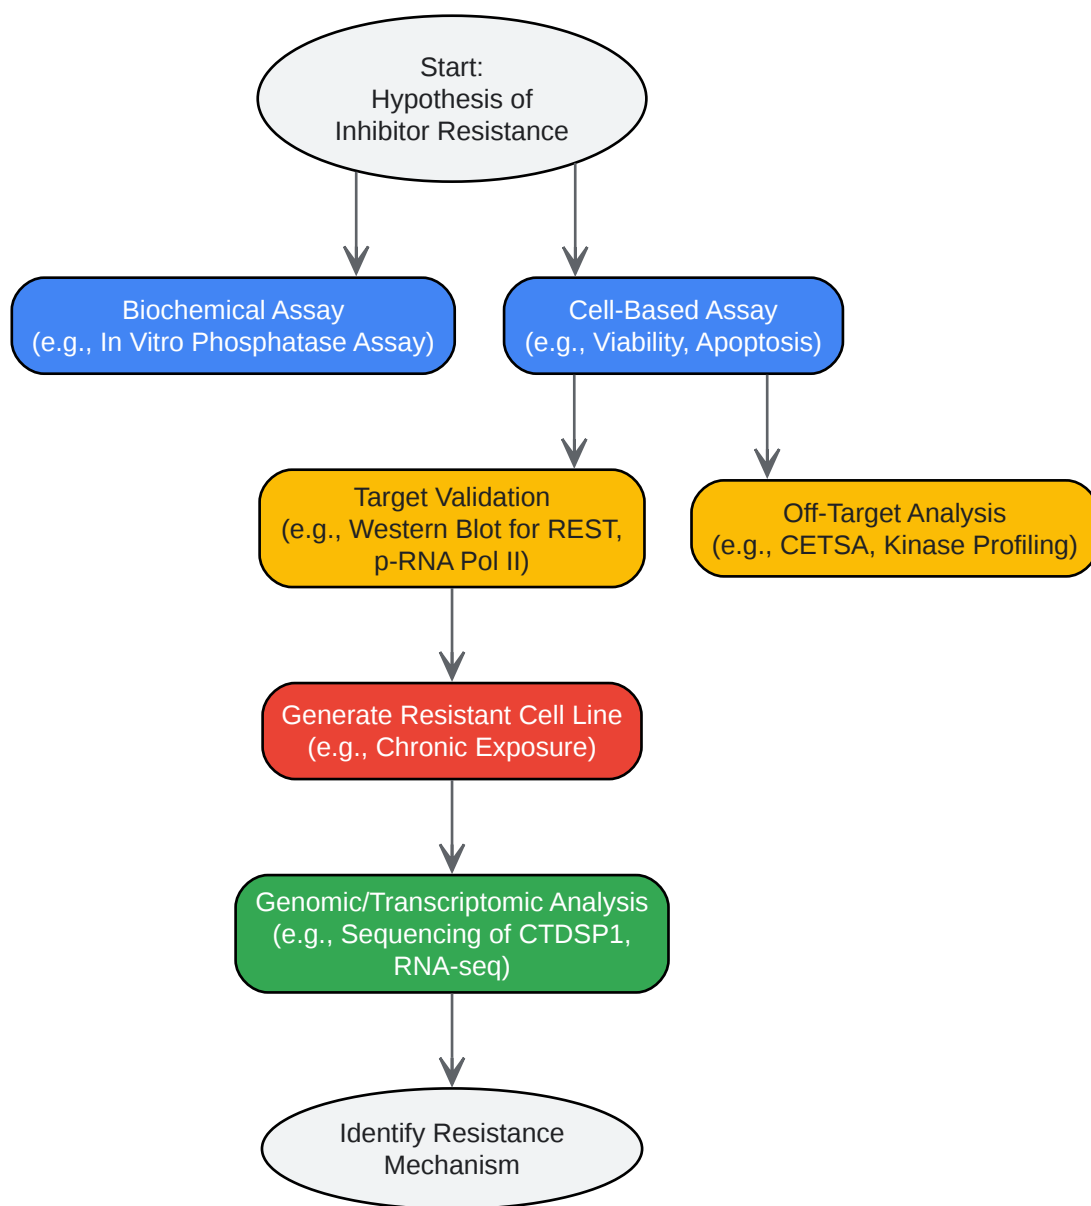 Start:
Hypothesis of
Inhibitor Resistance
Biochemical Assay
(e.g., In Vitro Phosphatase Assay)
Cell-Based Assay
(e.g., Viability, Apoptosis)
Target Validation
(e.g., Western Blot for REST,
p-RNA Pol II)
Off-Target Analysis
(e.g., CETSA, Kinase Profiling)
Generate Resistant Cell Line
(e.g., Chronic Exposure)
Genomic/Transcriptomic Analysis
(e.g., Sequencing of CTDSP1,
RNA-seq)
Identify Resistance
Mechanism